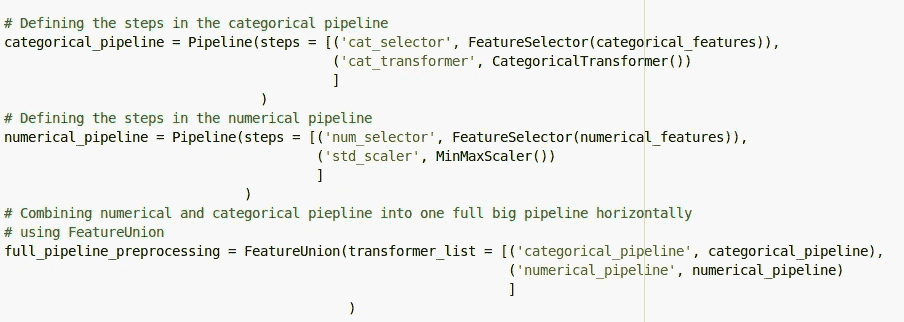 # Defining the steps in the categorical pipeline
categorical_pipeline = Pipeline(steps = [('cat_selector', FeatureSelector(categorical_features)),
('cat_transformer', CategoricalTransformer())
]
)
# Defining the steps in the numerical pipeline
numerical_pipeline = Pipeline(steps = [('num_selector', FeatureSelector(numerical_features)),
('std_scaler', MinMaxScaler())
]
)
# Combining numerical and categorical piepline into one full big pipeline horizontally
# using FeatureUnion
full_pipeline_preprocessing = FeatureUnion(transformer_list = [('categorical_pipeline', categorical_pipeline),
('numerical_pipeline', numerical_pipeline)
]
)